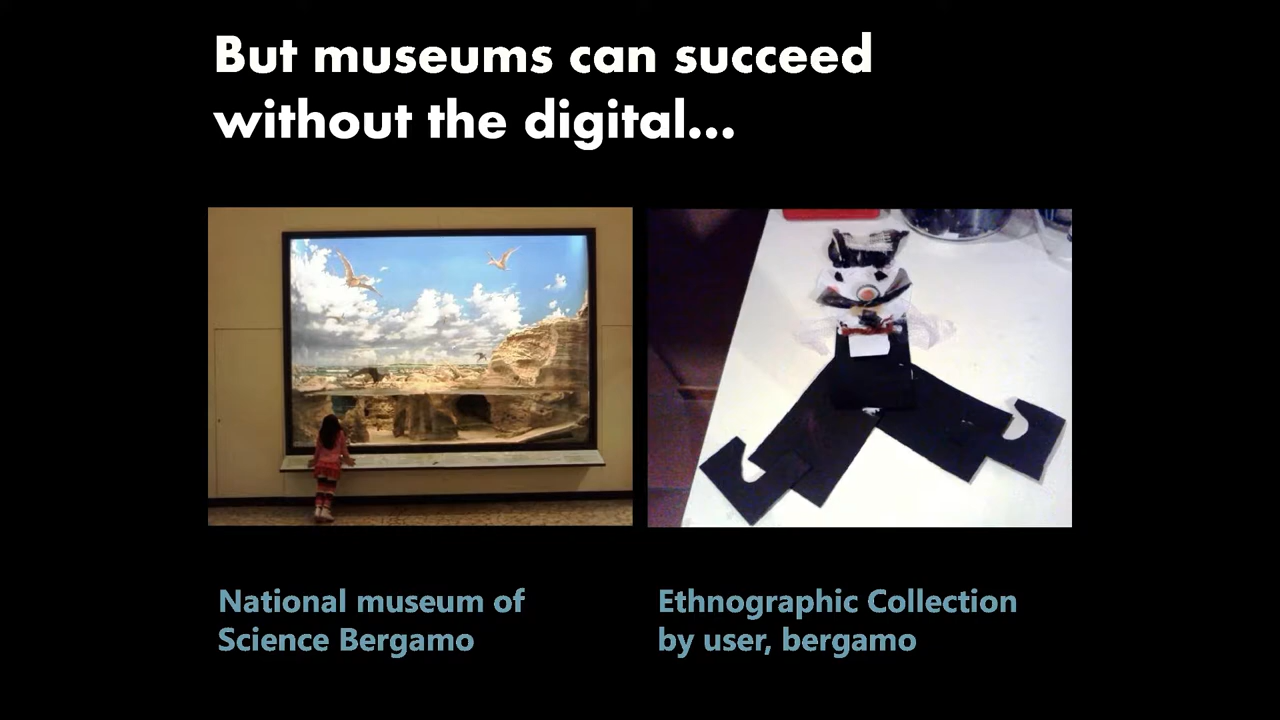 But museums can succeed
without the digital...
National museum of
Science Bergamo
Ethnographic Collection
by user, bergamo